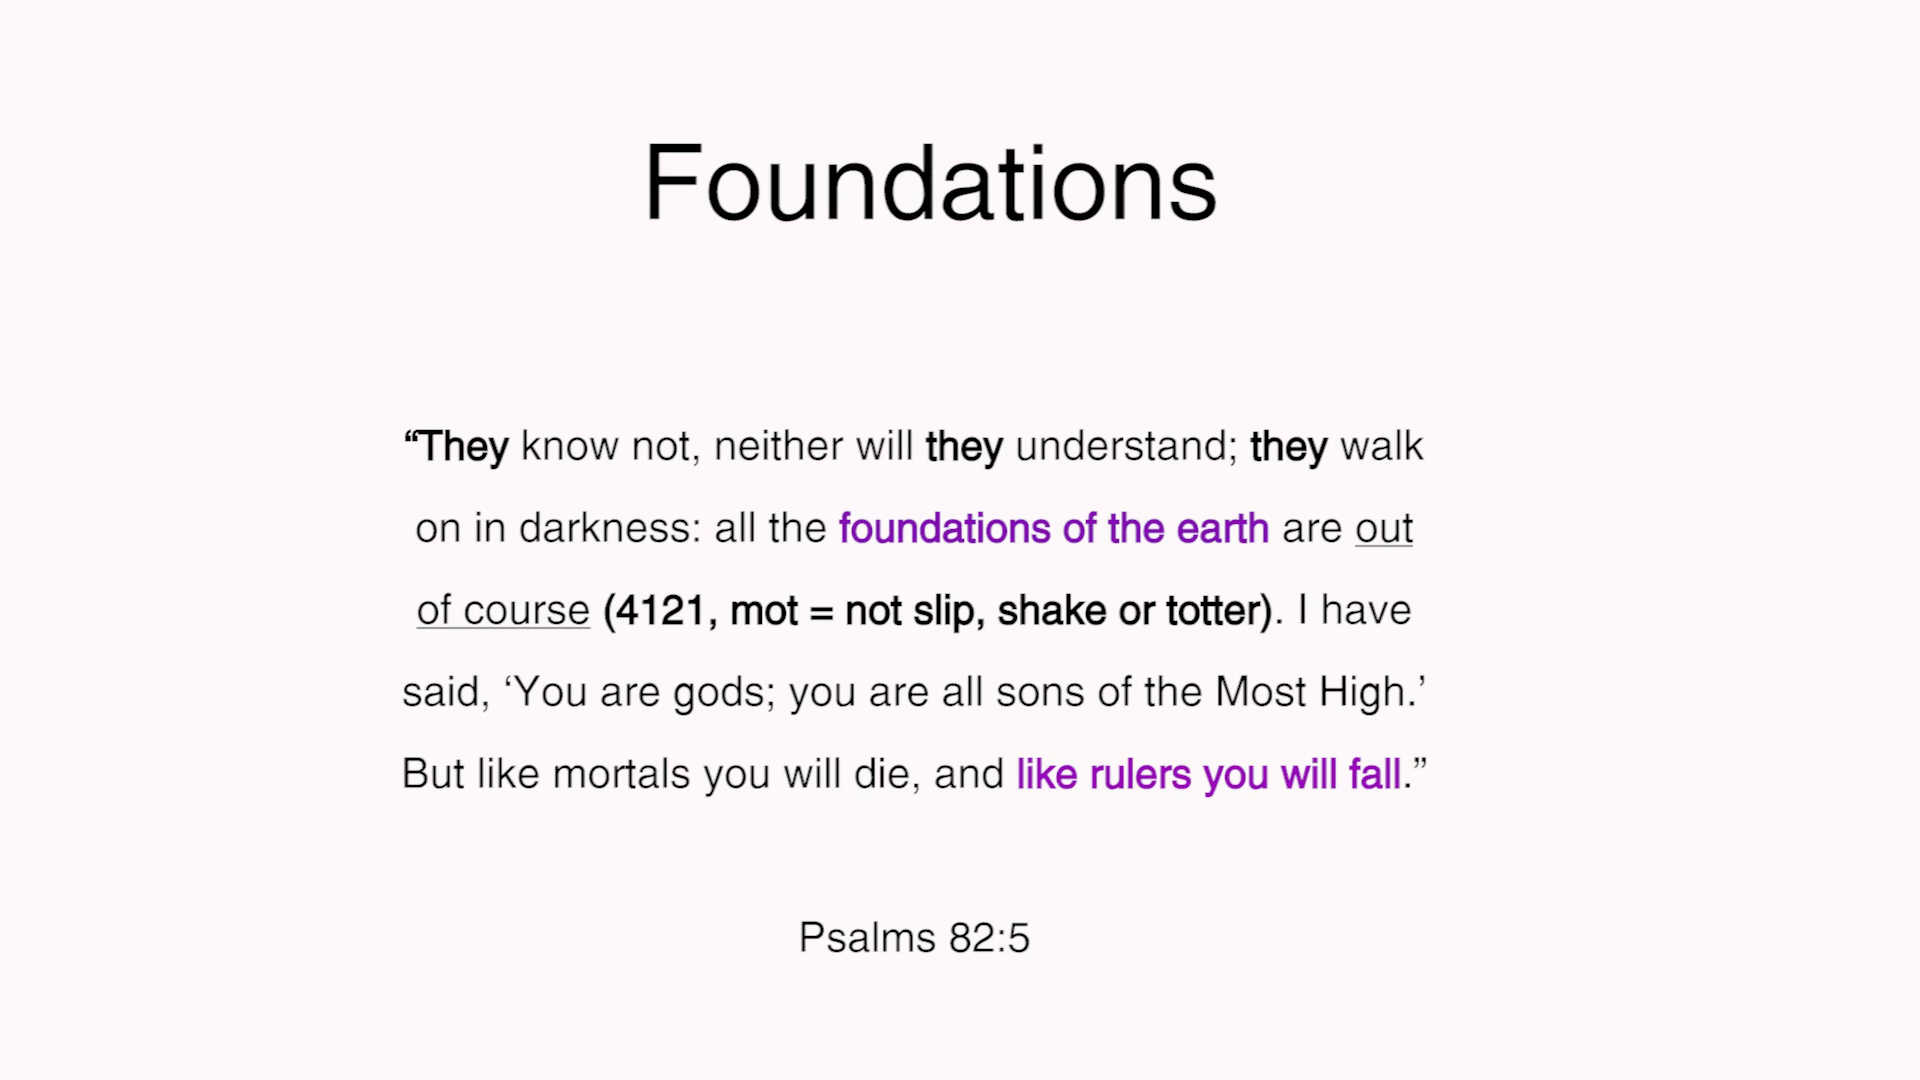 Foundations
“They know not, neither will they understand; they walk
on in darkness: all the foundations of the earth are out
of course (4121, mot = not slip, shake or totter). I have
said, ‘You are gods; you are all sons of the Most High.’
But like mortals you will die, and like rulers you will fall.”
Psalms 82:5